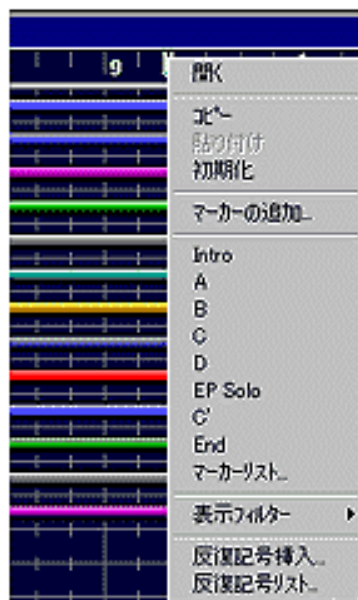 9
開く
コピー
貼り付け
初期化
マーカーの追加...
Intro
A
B
C
D
EP Solo
C'
End
マーカーリスト...
表示フィルター
反復記号挿入...
反復記号リスト...